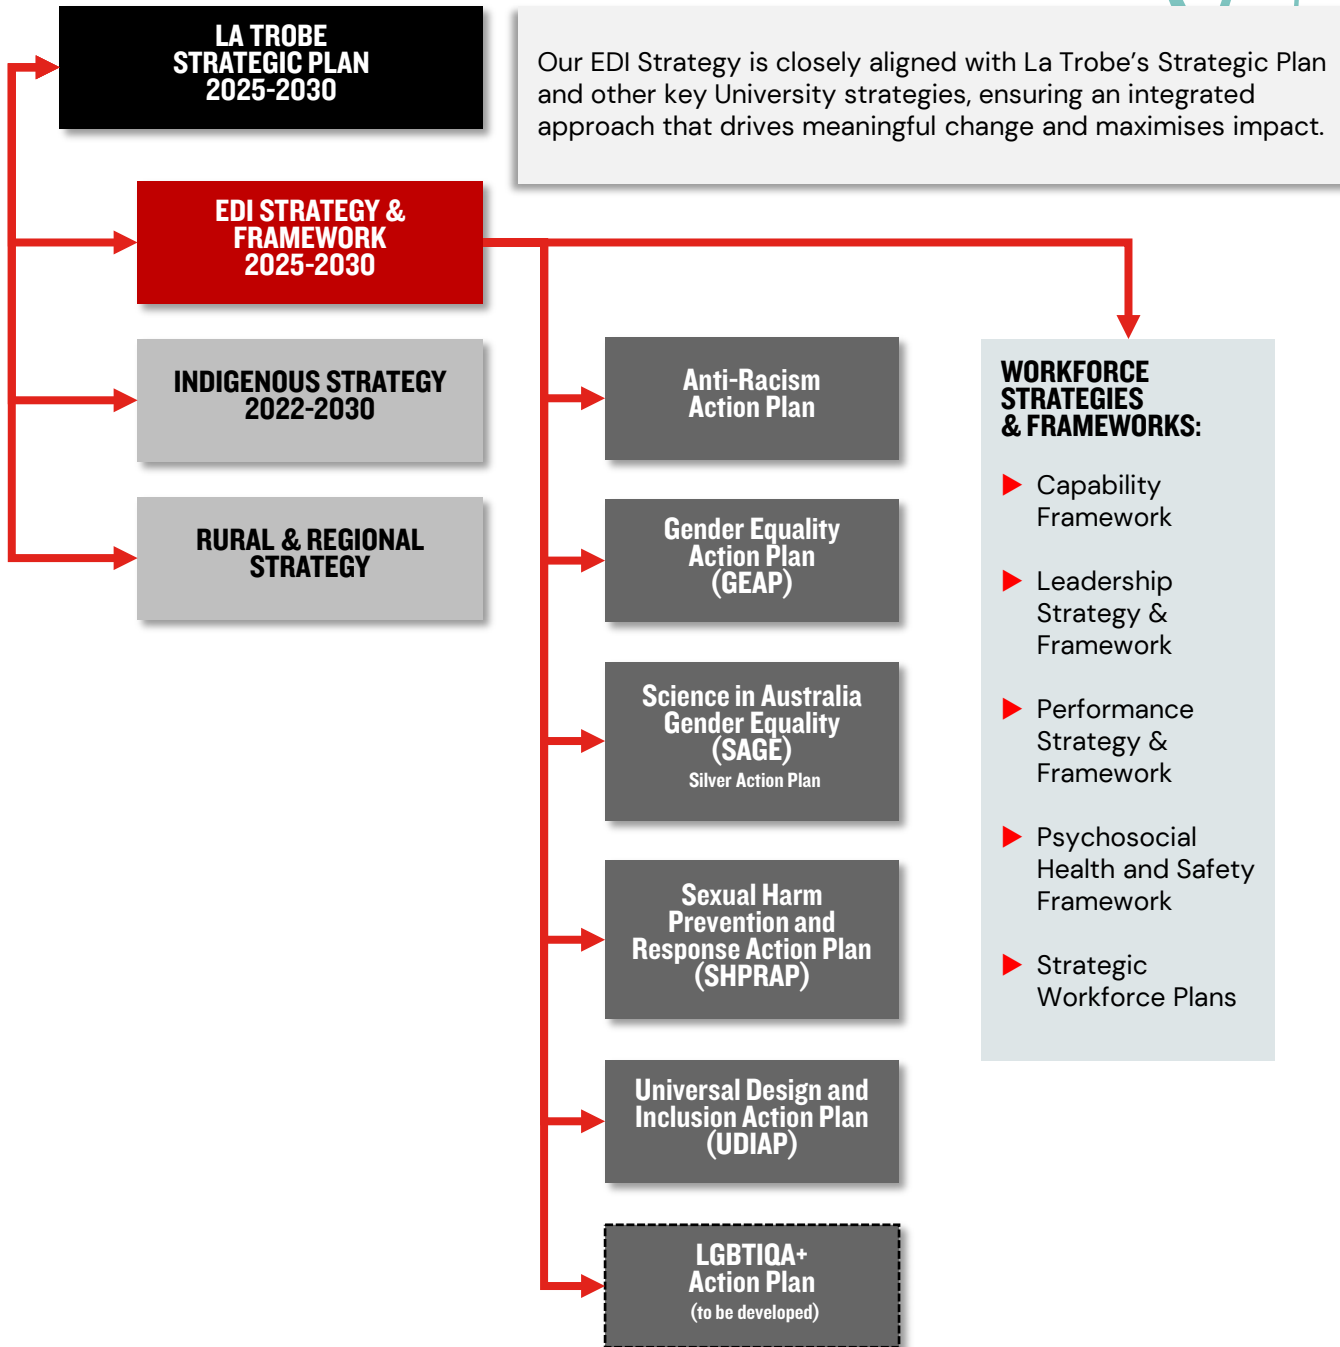 LA TROBE
STRATEGIC PLAN
2025-2030
Our EDI Strategy is closely aligned with La Trobe’s Strategic Plan
and other key University strategies, ensuring an integrated
approach that drives meaningful change and maximises impact.
EDI STRATEGY &
FRAMEWORK
2025-2030
INDIGENOUS STRATEGY
2022-2030
RURAL & REGIONAL
STRATEGY
Anti-Racism
Action Plan
Gender Equality
Action Plan
(GEAP)
Science in Australia
Gender Equality
(SAGE)
Silver Action Plan
Sexual Harm
Prevention and
Response Action Plan
(SHPRAP)
Universal Design and
Inclusion Action Plan
(UDIAP)
LGBTIQA+
Action Plan
(to be developed)
WORKFORCE
STRATEGIES
& FRAMEWORKS:
Capability
Framework
Leadership
Strategy &
Framework
Performance
Strategy &
Framework
Psychosocial
Health and Safety
Framework
Strategic
Workforce Plans